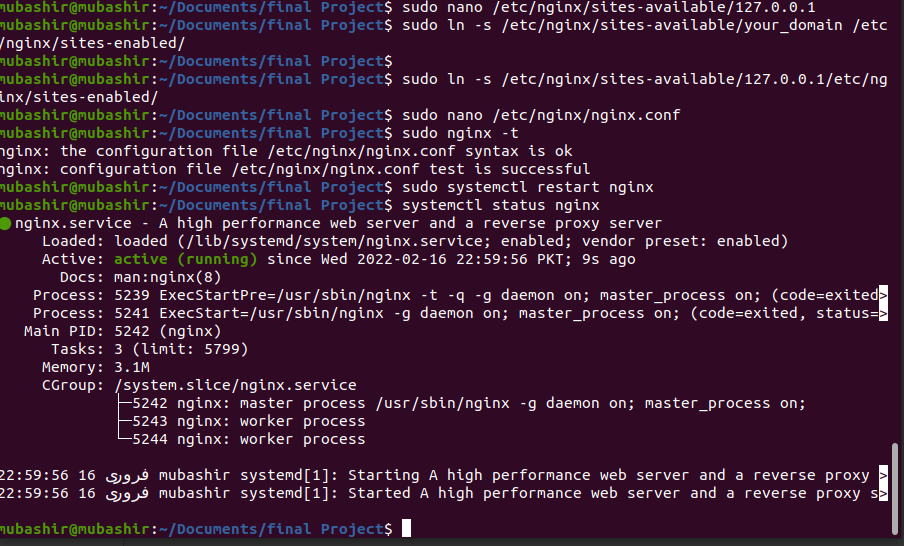 mubashir@mubashir:~/Documents/final Project$ sudo nano /etc/nginx/sites-available/127.0.0.1
mubashir@mubashir:~/Documents/final Project$ sudo ln -s /etc/nginx/sites-available/your_domain /etc
/nginx/sites-enabled/
mubashir@mubashir:~/Documents/final Project$
mubashir@mubashir:~/Documents/final Project$ sudo ln -s /etc/nginx/sites-available/127.0.0.1/etc/ng
inx/sites-enabled/
mubashir@mubashir:~/Documents/final Project$ sudo nano /etc/nginx/nginx.conf
mubashir@mubashir:~/Documents/final Project$ sudo nginx -t
nginx: the configuration file /etc/nginx/nginx.conf syntax is ok
nginx: configuration file /etc/nginx/nginx.conf test is successful
mubashir@mubashir:~/Documents/final Project$ sudo systemctl restart nginx
mubashir@mubashir:~/Documents/final Project$ systemctl status nginx
● nginx.service - A high performance web server and a reverse proxy server
Loaded: loaded (/lib/systemd/system/nginx.service; enabled; vendor preset: enabled)
Active: active (running) since Wed 2022-02-16 22:59:56 PKT; 9s ago
Docs: man:nginx(8)
Process: 5239 ExecStartPre=/usr/sbin/nginx -t -q -g daemon on; master_process on; (code=exited>
Process: 5241 ExecStart=/usr/sbin/nginx -g daemon on; master_process on; (code=exited, status=>
Main PID: 5242 (nginx)
Tasks: 3 (limit: 5799)
Memory: 3.1M
CGroup: /system.slice/nginx.service
├─5242 nginx: master process /usr/sbin/nginx -g daemon on; master_process on;
├─5243 nginx: worker process
└─5244 nginx: worker process
22:59:56 16 فروری mubashir systemd[1]: Starting A high performance web server and a reverse proxy >
22:59:56 16 فروری mubashir systemd[1]: Started A high performance web server and a reverse proxy s>
mubashir@mubashir:~/Documents/final Project$